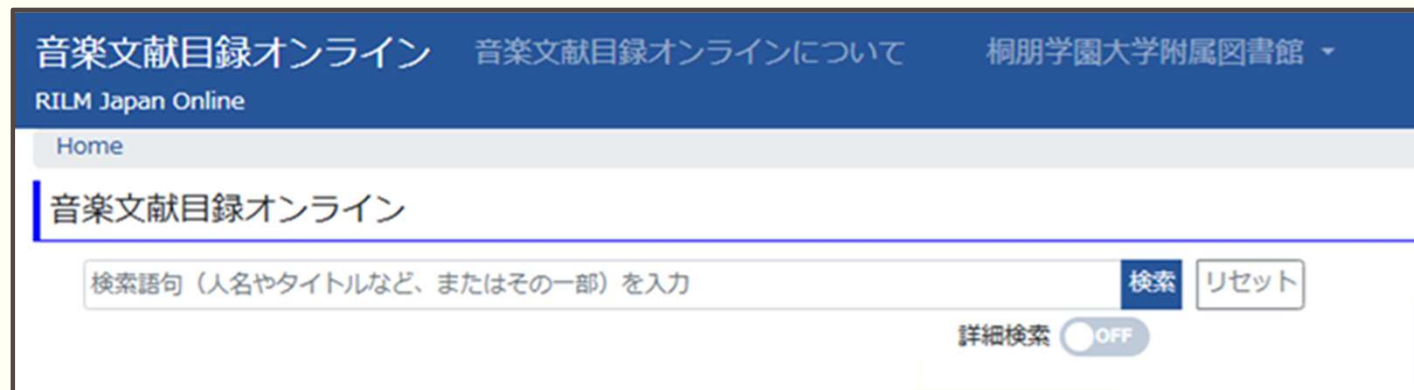 音楽文献目録オンライン 音楽文献目録オンラインについて 桐朋学園大学附属図書館
RILM Japan Online
Home
音楽文献目録オンライン
検索語句（人名やタイトルなど、またはその一部）を入力 検索 リセット
詳細検索 OFF